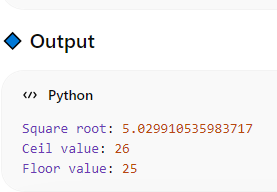 Output
Python
Square root: 5.029910535983717
Ceil value: 26
Floor value: 25